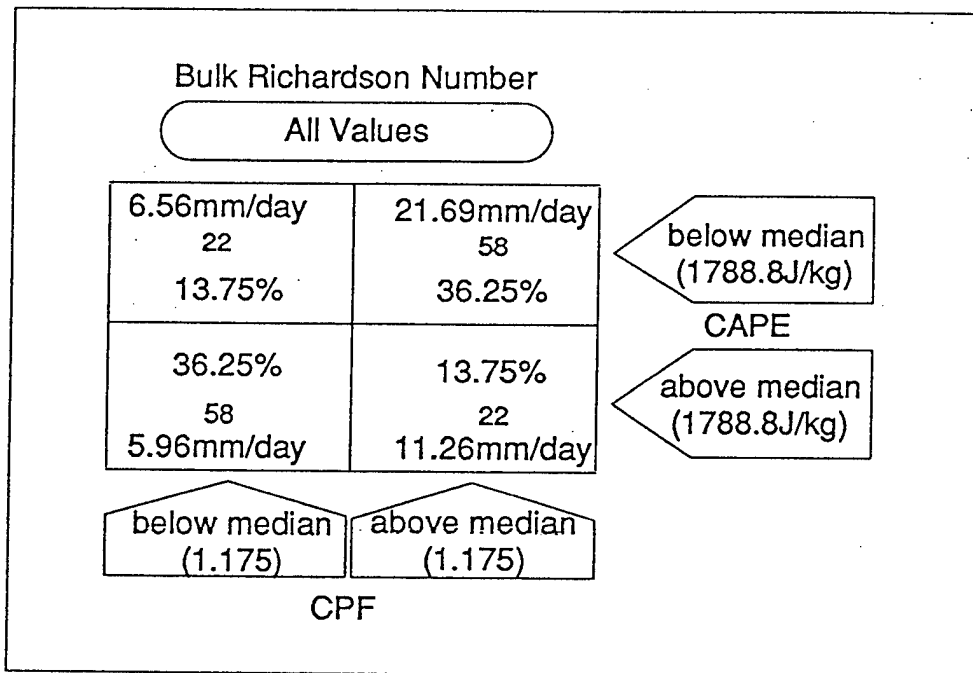 Bulk Richardson Number
All Values
6.56mm/day
22
13.75%
21.69mm/day
58
36.25%
below median
(1788.8J/kg)
CAPE
36.25%
58
5.96mm/day
13.75%
22
11.26mm/day
above median
(1788.8J/kg)
below median
(1.175)
above median
(1.175)
CPF